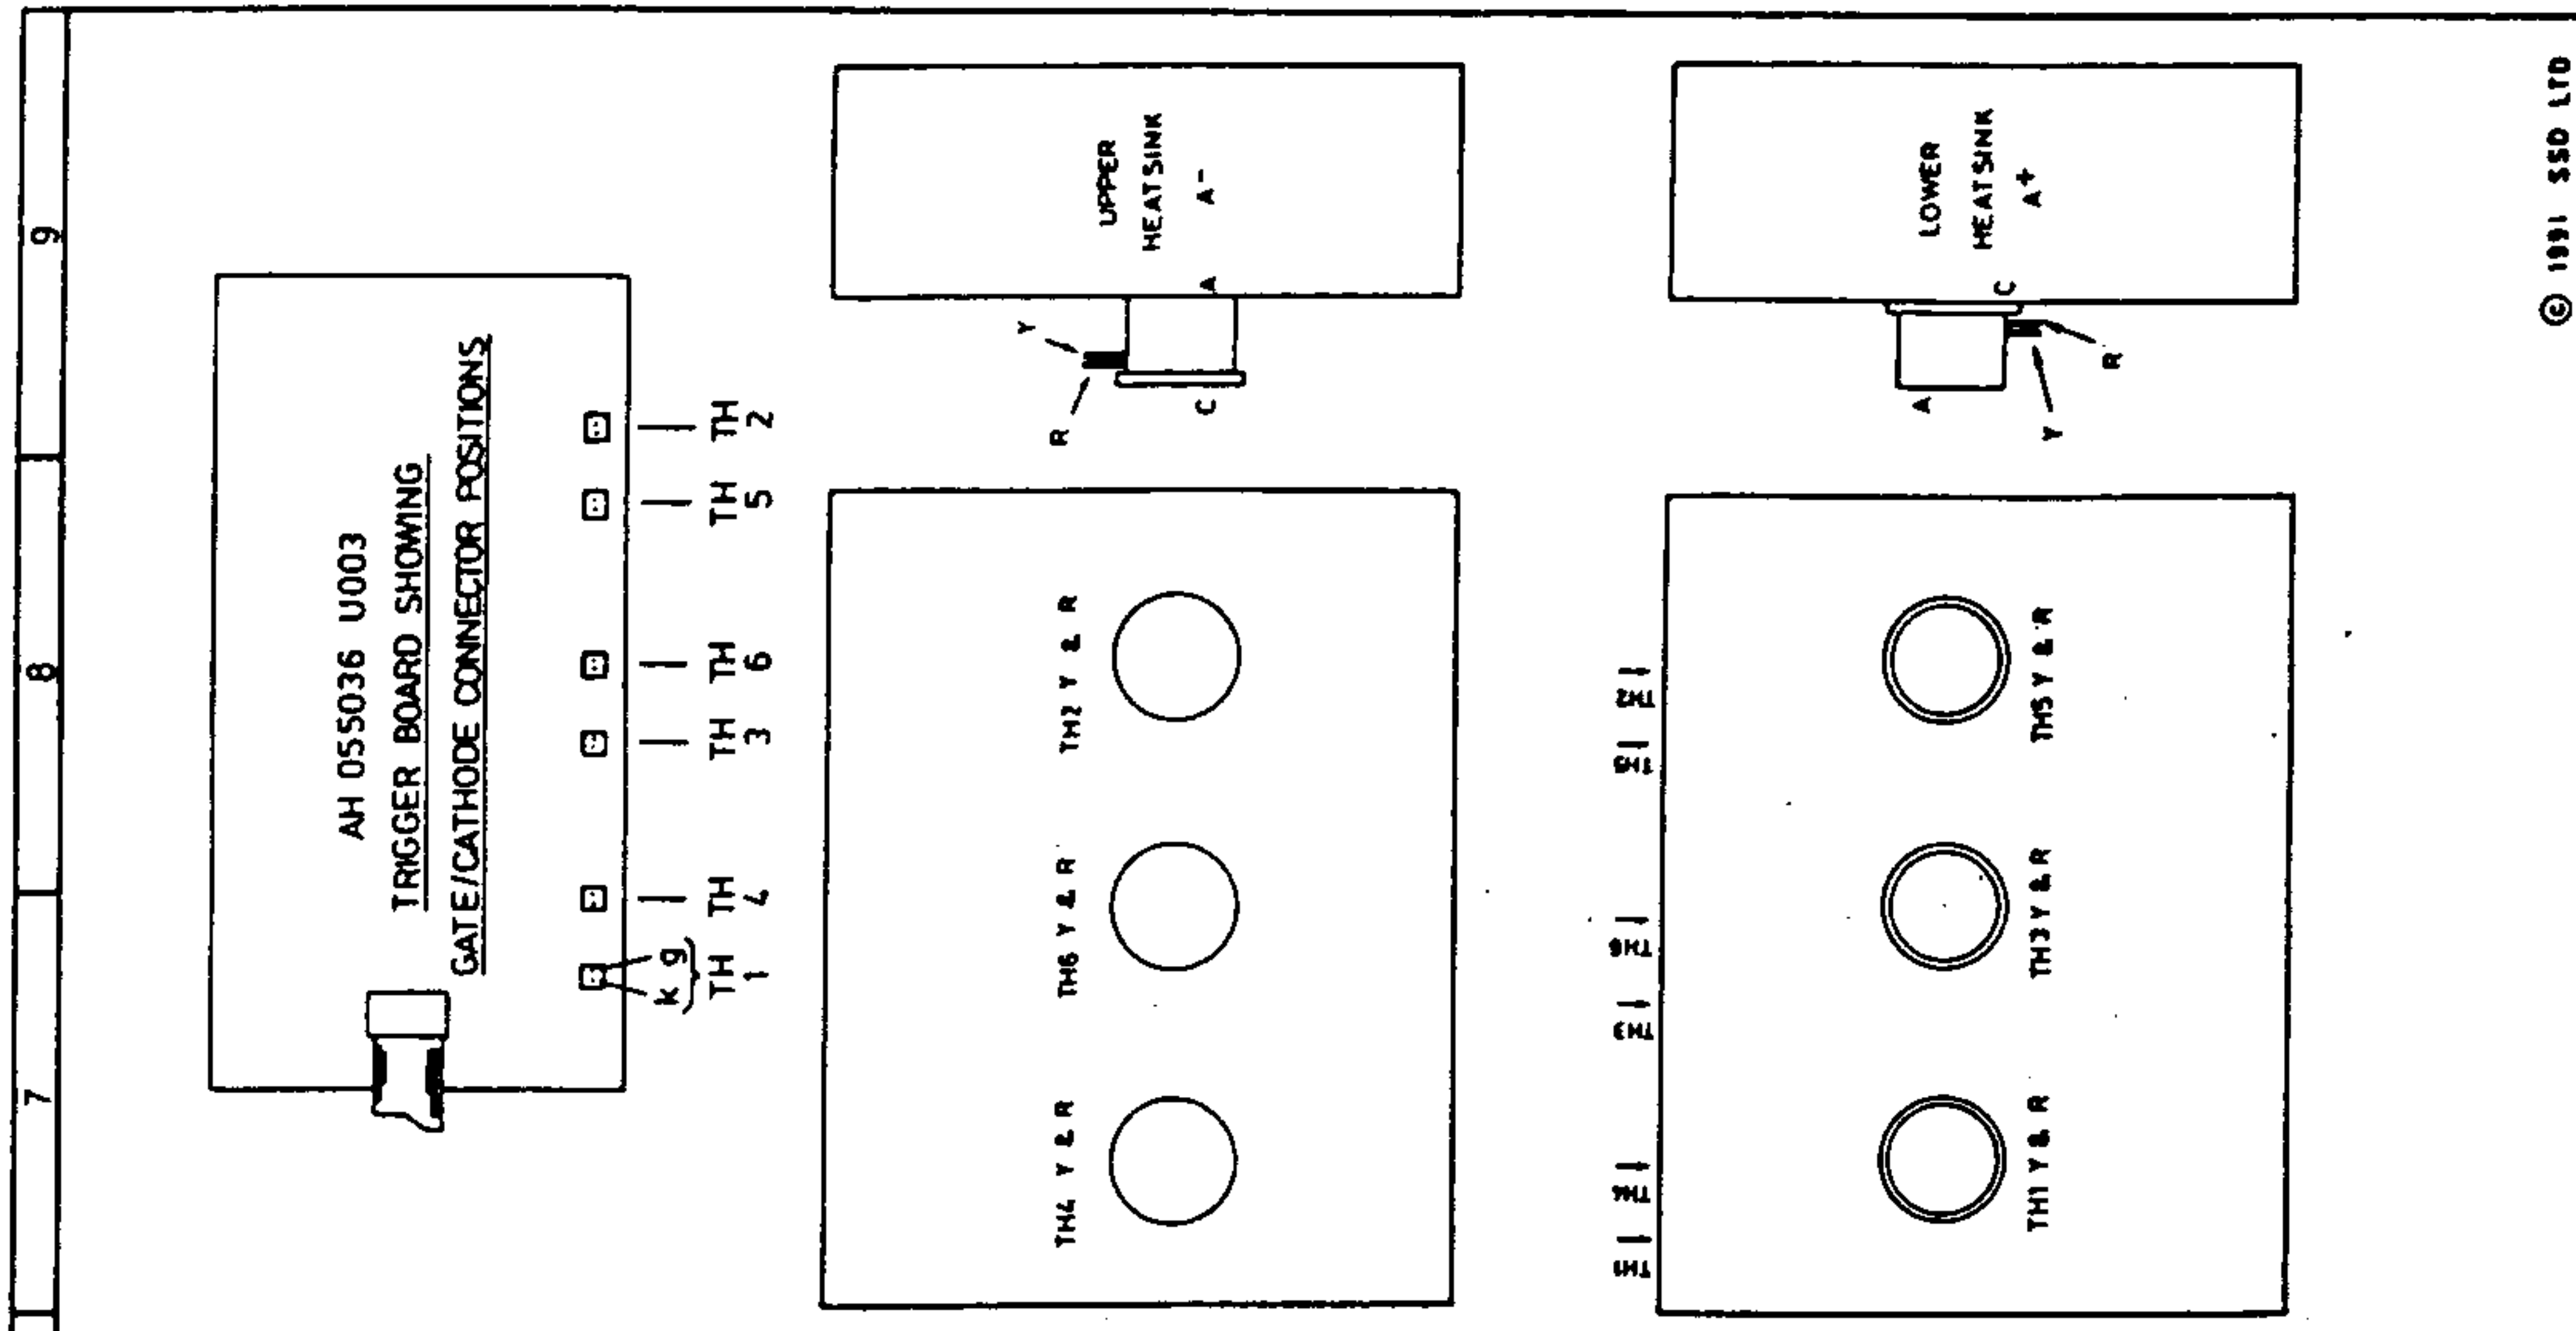 7
8
9
AH 055036 U003
TRIGGER BOARD SHOWING
GATE/CATHODE CONNECTOR POSITIONS
k g
TH 1
TH 4
TH 3
TH 6
TH 5
TH 2
TH4 Y & R
TH6 Y & R
TH2 Y & R
R
Y
C
A
UPPER
HEATSINK
A-
TH1
TH4
TH3
TH6
TH5
TH2
TH1 Y & R
TH3 Y & R
TH5 Y & R
A
C
Y
R
LOWER
HEATSINK
A+
© 1991 SSD LTD